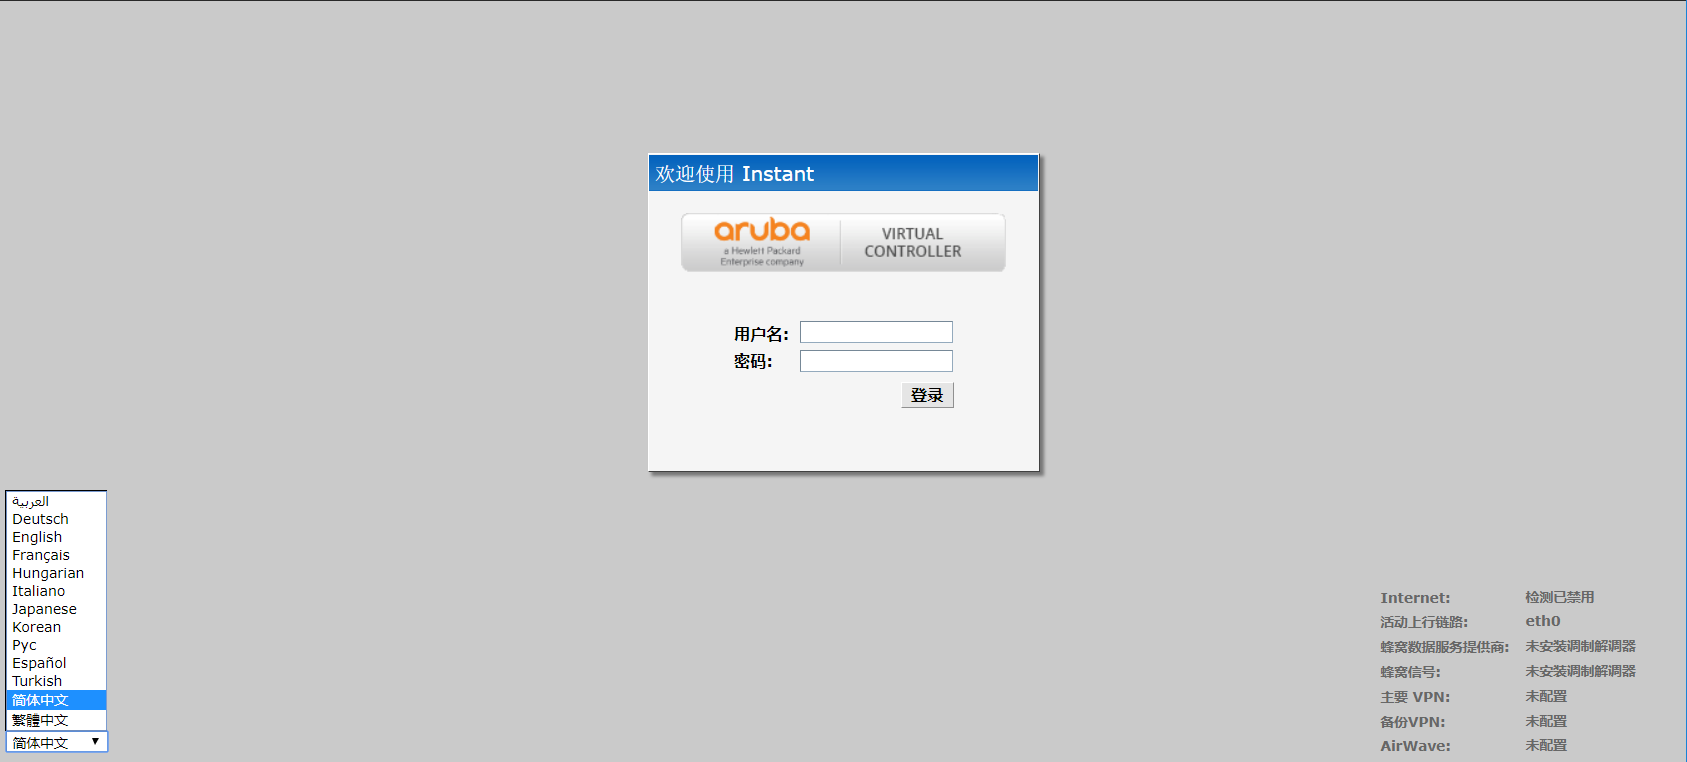 欢迎使用 Instant
aruba
a Hewlett Packard
Enterprise company
VIRTUAL
CONTROLLER
用户名:
密码:
登录
العربية
Deutsch
English
Français
Hungarian
Italiano
Japanese
Korean
Рус
Español
Turkish
简体中文
繁體中文
简体中文
Internet: 检测已禁用
活动上行链路: eth0
蜂窝数据服务提供商: 未安装调制解调器
蜂窝信号: 未安装调制解调器
主要 VPN: 未配置
备份VPN: 未配置
AirWave: 未配置